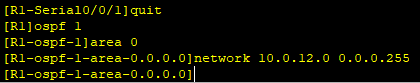 [R1-Serial0/0/1]quit
[R1]ospf 1
[R1-ospf-1]area 0
[R1-ospf-1-area-0.0.0.0]network 10.0.12.0 0.0.0.255
[R1-ospf-1-area-0.0.0.0]